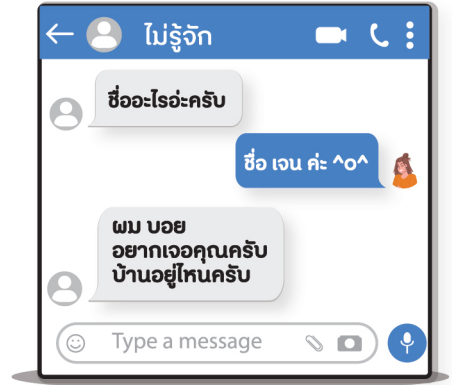 ไม่รู้จัก
ชื่ออะไรอ่ะครับ
ชื่อ เจน ค่ะ ^o^
ผม บอย
อยากเจอคุณครับ
บ้านอยู่ไหนครับ
Type a message